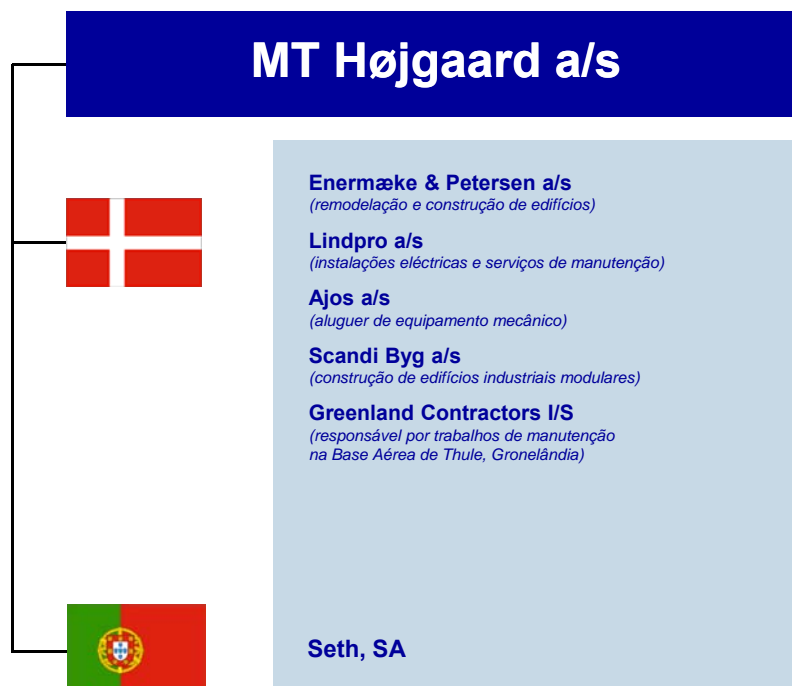 MT Højgaard a/s
Enermæke & Petersen a/s
(remodelação e construção de edifícios)
Lindpro a/s
(instalações eléctricas e serviços de manutenção)
Ajos a/s
(aluguer de equipamento mecânico)
Scandi Byg a/s
(construção de edifícios industriais modulares)
Greenland Contractors I/S
(responsável por trabalhos de manutenção
na Base Aérea de Thule, Gronelândia)
Seth, SA